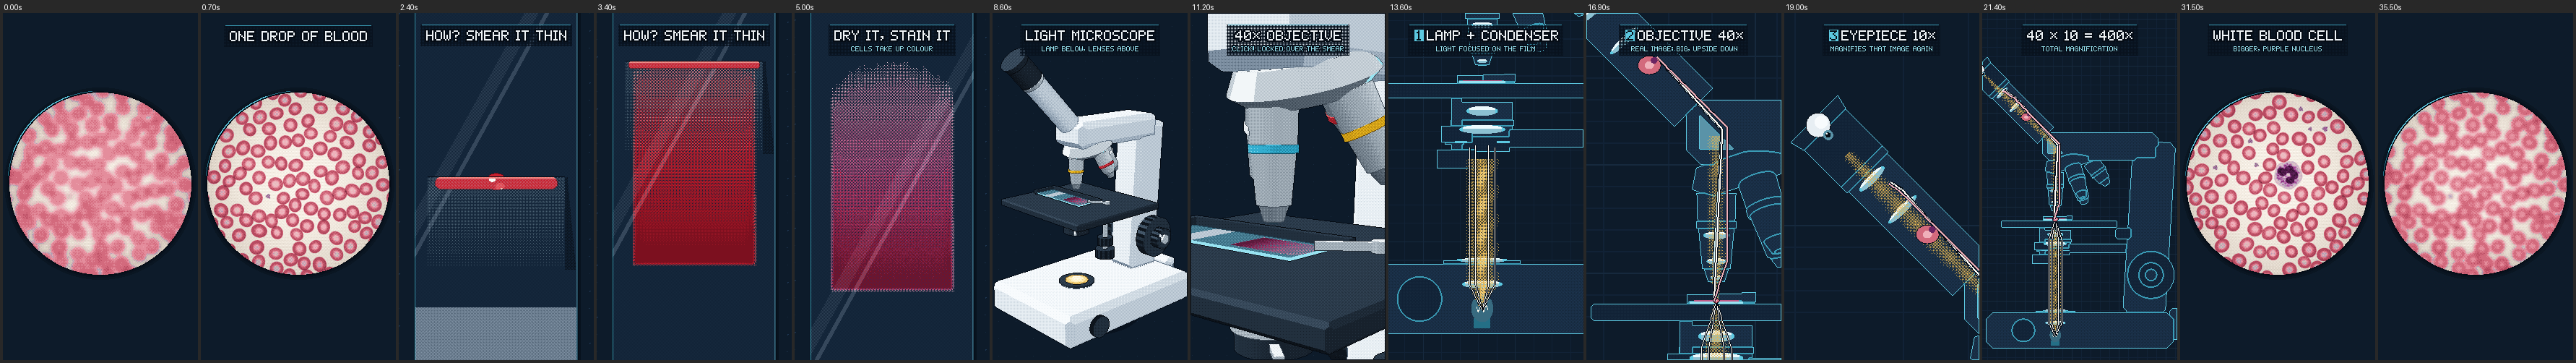 0.00s
0.70s
ONE DROP OF BLOOD
2.40s
HOW? SMEAR IT THIN
3.40s
HOW? SMEAR IT THIN
5.00s
DRY IT, STAIN IT
CELLS TAKE UP COLOUR
8.60s
LIGHT MICROSCOPE
LAMP BELOW, LENSES ABOVE
11.20s
40X OBJECTIVE
CLICK! LOCKED OVER THE SMEAR
13.60s
1 LAMP + CONDENSER
LIGHT FOCUSED ON THE FILM
16.90s
2 OBJECTIVE 40X
REAL IMAGE: BIG, UPSIDE DOWN
19.00s
3 EYEPIECE 10X
MAGNIFIES THAT IMAGE AGAIN
21.40s
40 X 10 = 400X
TOTAL MAGNIFICATION
31.50s
WHITE BLOOD CELL
BIGGER, PURPLE NUCLEUS
35.50s